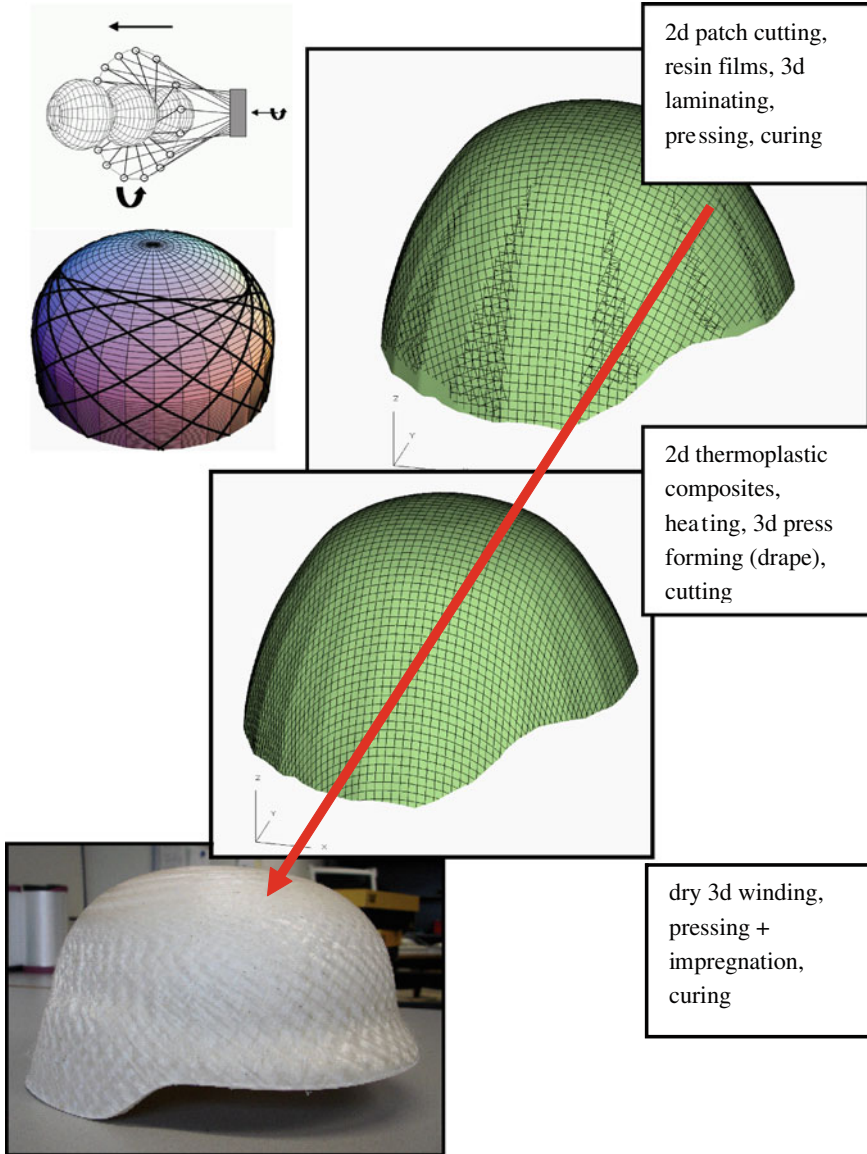 2d patch cutting,
resin films, 3d
laminating,
pressing, curing
Z
Y
2d thermoplastic
composites,
heating, 3d press
forming (drape),
cutting
Z
Y
X
dry 3d winding,
pressing +
impregnation,
curing